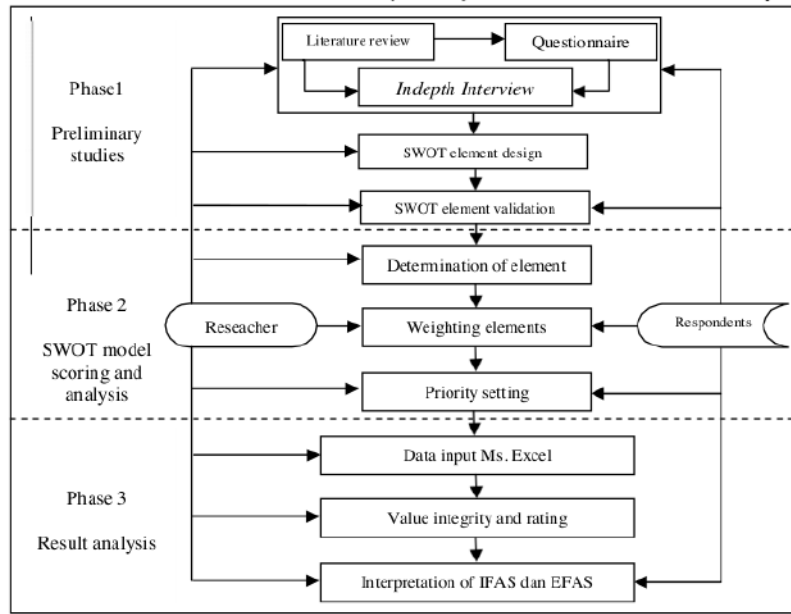 Literature review
Questionnaire
Indepth Interview
Phase1
Preliminary
studies
SWOT element design
SWOT element validation
Determination of element
Phase 2
SWOT model
scoring and
analysis
Reseacher
Weighting elements
Respondents
Priority setting
Data input Ms. Excel
Phase 3
Result analysis
Value integrity and rating
Interpretation of IFAS dan EFAS